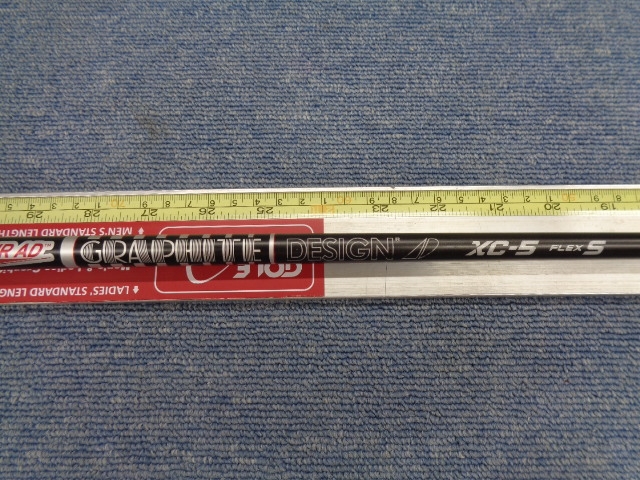 29 28 27 26 25 24 23 22 21 20 19
MEN'S STANDARD LENGTH
GRAPHITE DESIGN XC-5 FLEX S
GOLF
LADIES' STANDARD LENGTH